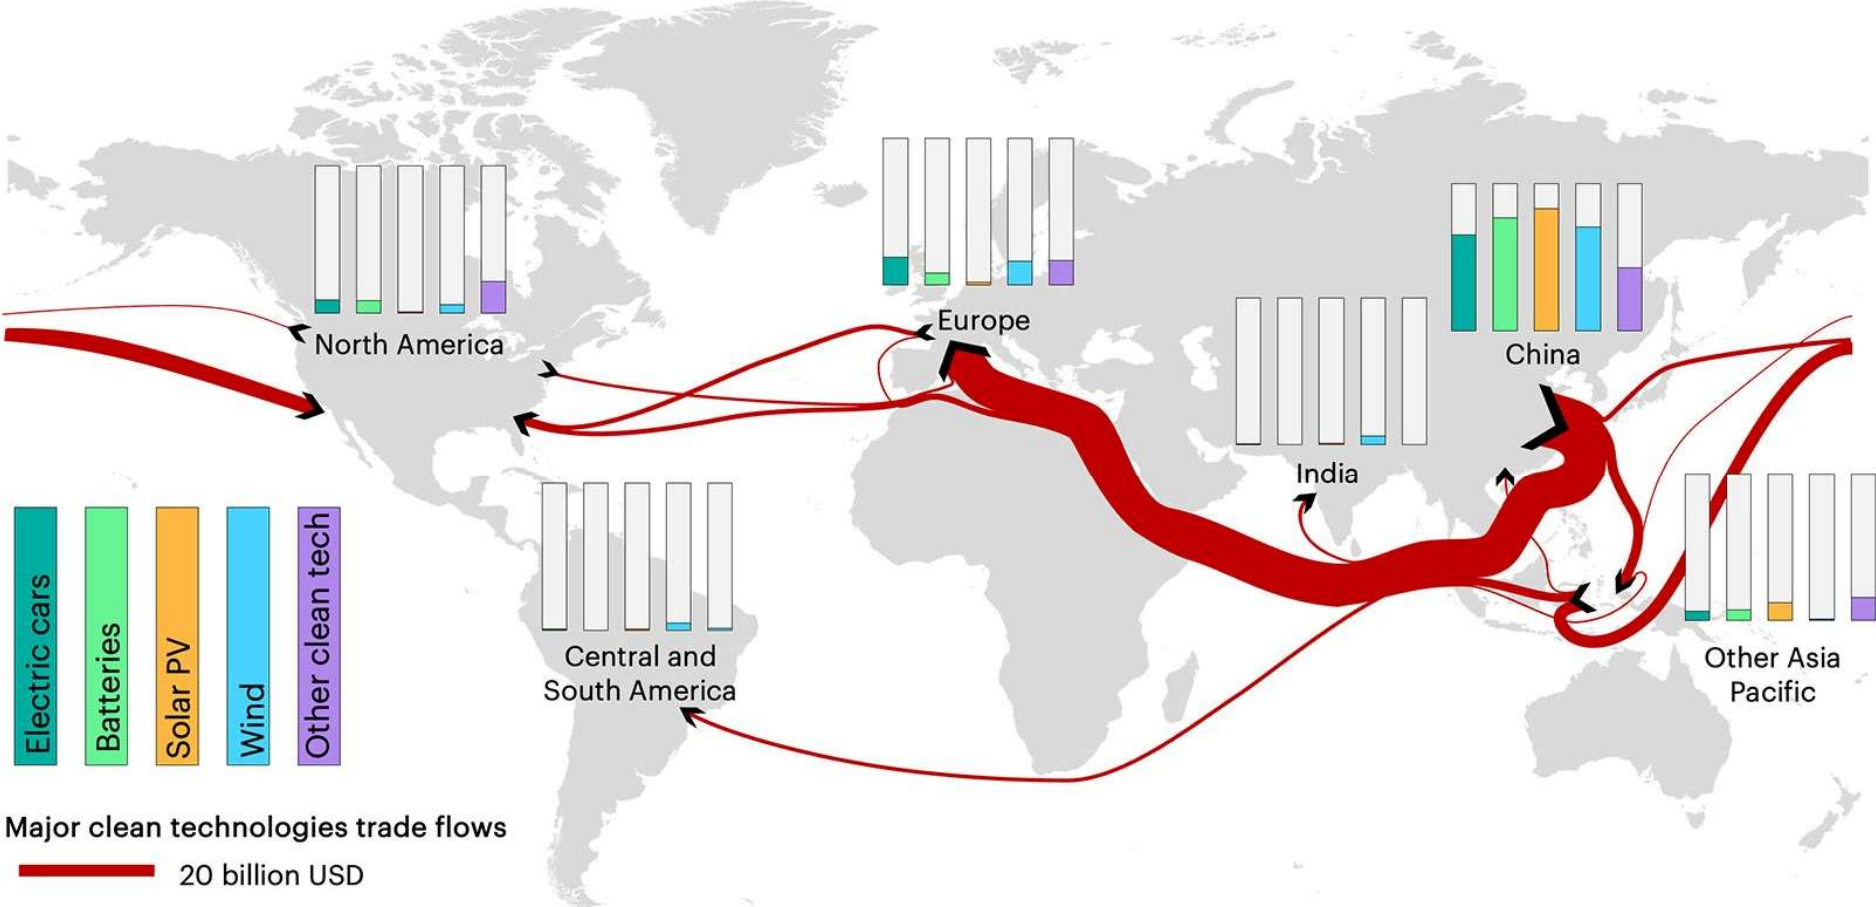 Europe
North America
China
India
Central and
South America
Other Asia
Pacific
Electric cars
Batteries
Solar PV
Wind
Other clean tech
Major clean technologies trade flows
20 billion USD